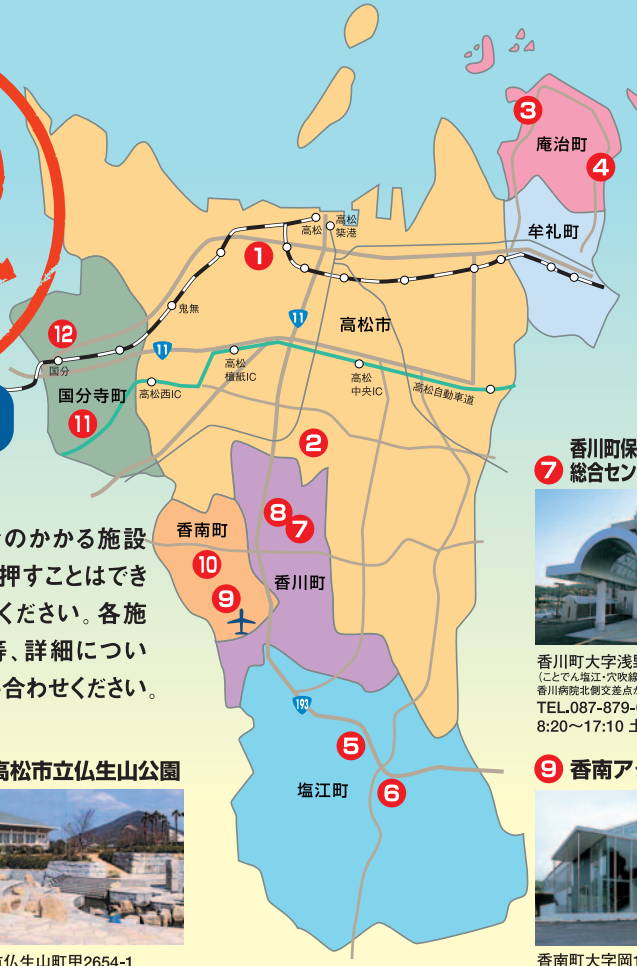 3
庵治町
4
牟礼町
高松
高松
築港
1
鬼無
11
高松市
12
国分
11
国分寺町
11
高松西IC
高松
檀紙IC
高松
中央IC
高松自動車道
2
香南町
8
7
10
香川町
9
193
5
塩江町
6
のかかる施設
押すことはでき
ください。各施
等、詳細につい
い合わせください。
高松市立仏生山公園
仏生山町甲2654-1
7 香川町保
総合セン
香川町大字浅野
(ことでん塩江・穴吹線
香川病院北側交差点か
TEL.087-879-
8:20〜17:10 土
9 香南ア
香南町大字岡